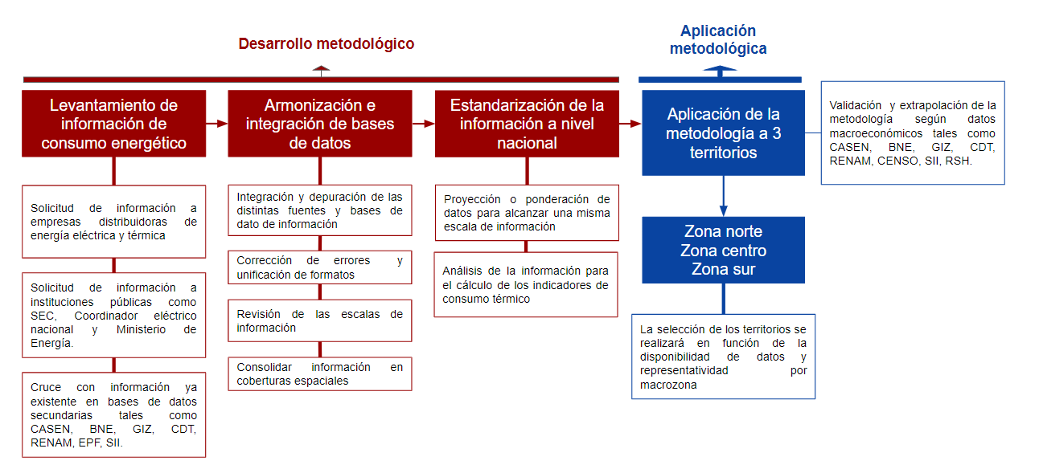 Desarrollo metodológico
Aplicación
metodológica
Levantamiento de
información de
consumo energético
Solicitud de información a
empresas distribuidoras de
energía eléctrica y térmica
Solicitud de información a
instituciones públicas como
SEC, Coordinador eléctrico
nacional y Ministerio de
Energía.
Cruce con información ya
existente en bases de datos
secundarias tales como
CASEN, BNE, GIZ, CDT,
RENAM, EPF, SII.
Armonización e
integración de bases
de datos
Integración y depuración de las
distintas fuentes y bases de
dato de información
Corrección de errores y
unificación de formatos
Revisión de las escalas de
información
Consolidar información en
coberturas espaciales
Estandarización de la
información a nivel
nacional
Proyección o ponderación de
datos para alcanzar una misma
escala de información
Análisis de la información para
el cálculo de los indicadores de
consumo térmico
Aplicación de la
metodología a 3
territorios
Zona norte
Zona centro
Zona sur
La selección de los territorios se
realizará en función de la
disponibilidad de datos y
representatividad por
macrozona
Validación y extrapolación de la
metodología según datos
macroeconómicos tales como
CASEN, BNE, GIZ, CDT,
RENAM, CENSO, SII, RSH.